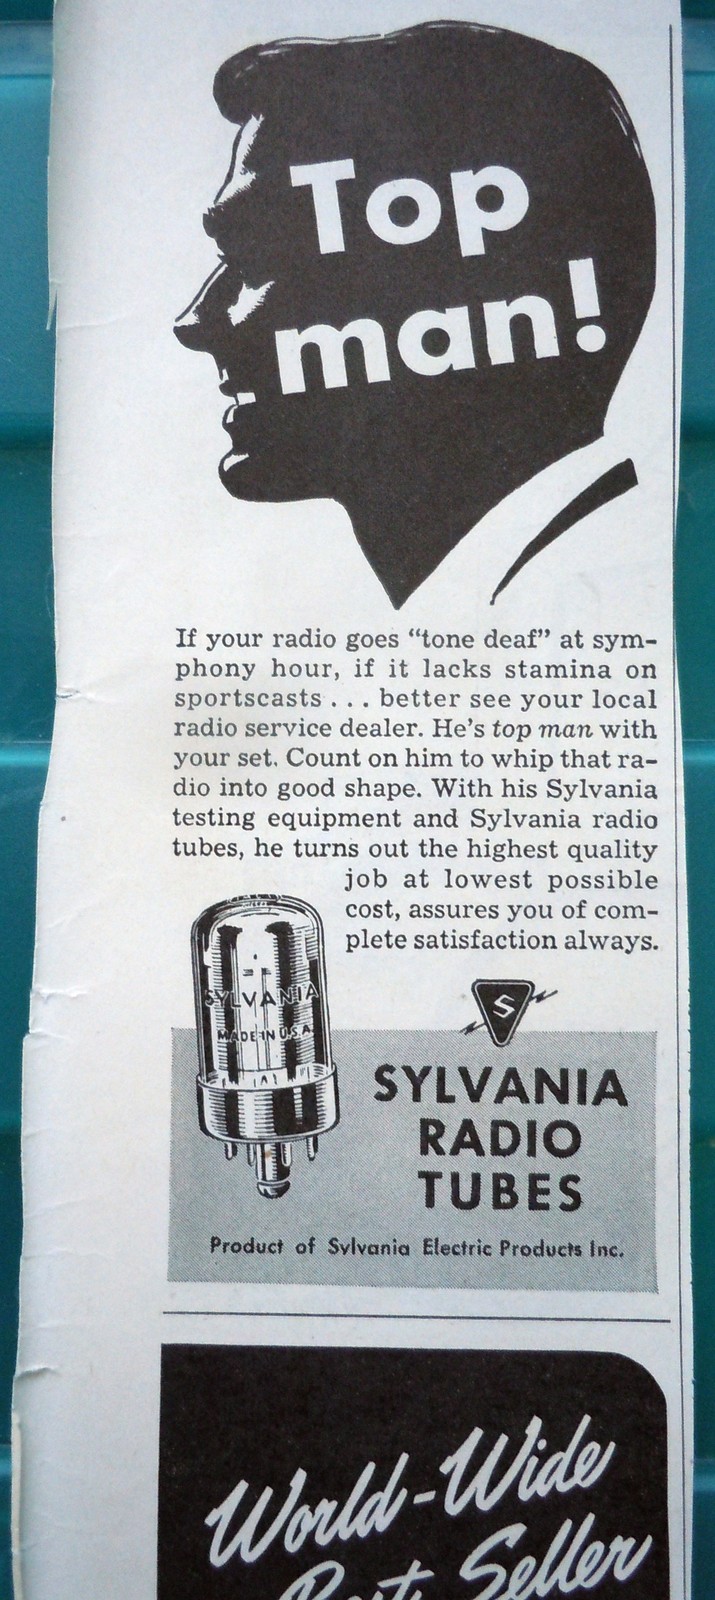 Top
man!
If your radio goes “tone deaf” at sym-
phony hour, if it lacks stamina on
sportscasts . . . better see your local
radio service dealer. He's top man with
your set. Count on him to whip that ra-
dio into good shape. With his Sylvania
testing equipment and Sylvania radio
tubes, he turns out the highest quality
job at lowest possible
cost, assures you of com-
plete satisfaction always.
SYLVANIA
MADE IN U.S.A.
S
SYLVANIA
RADIO
TUBES
Product of Sylvania Electric Products Inc.
World-Wide
Best Seller